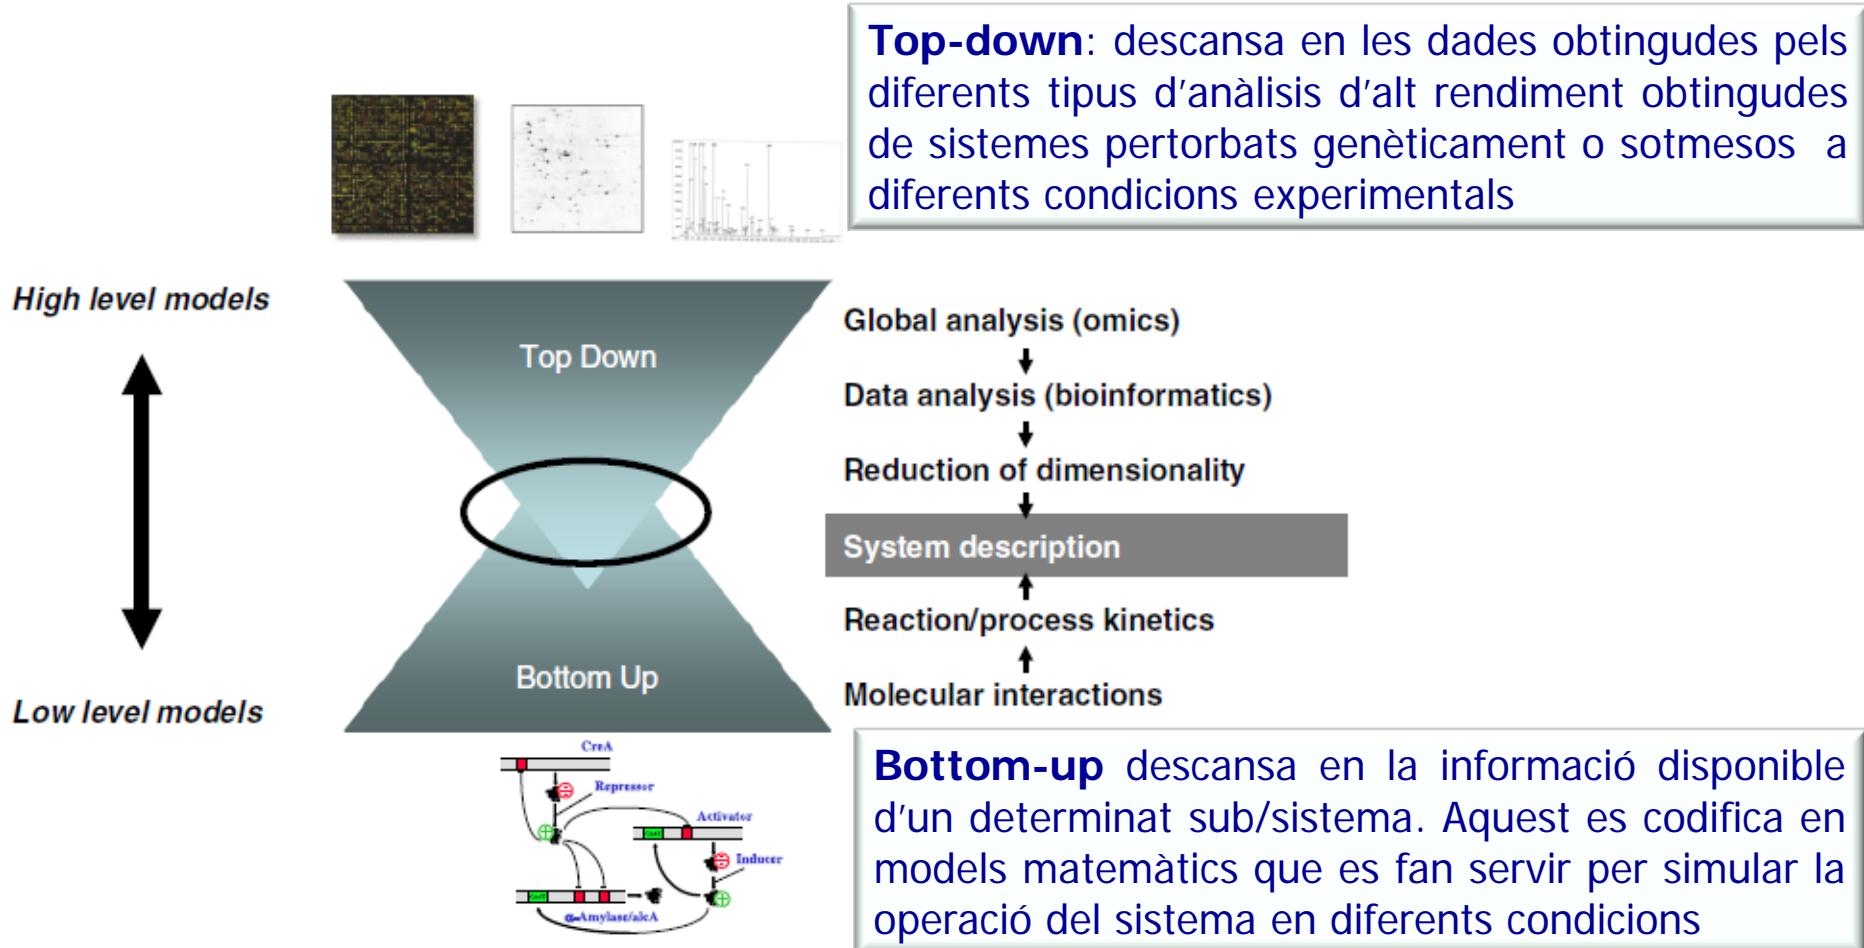 Top-down: descansa en les dades obtingudes pels
diferents tipus d'anàlisis d'alt rendiment obtingudes
de sistemes pertorbats genèticament o sotmesos a
diferents condicions experimentals
High level models
Top Down
Global analysis (omics)
Data analysis (bioinformatics)
Reduction of dimensionality
System description
Reaction/process kinetics
Bottom Up
Molecular interactions
Low level models
CreA
Repressor
Activator
Inducer
α-Amylase/alcA
Bottom-up descansa en la informació disponible
d'un determinat sub/sistema. Aquest es codifica en
models matemàtics que es fan servir per simular la
operació del sistema en diferents condicions